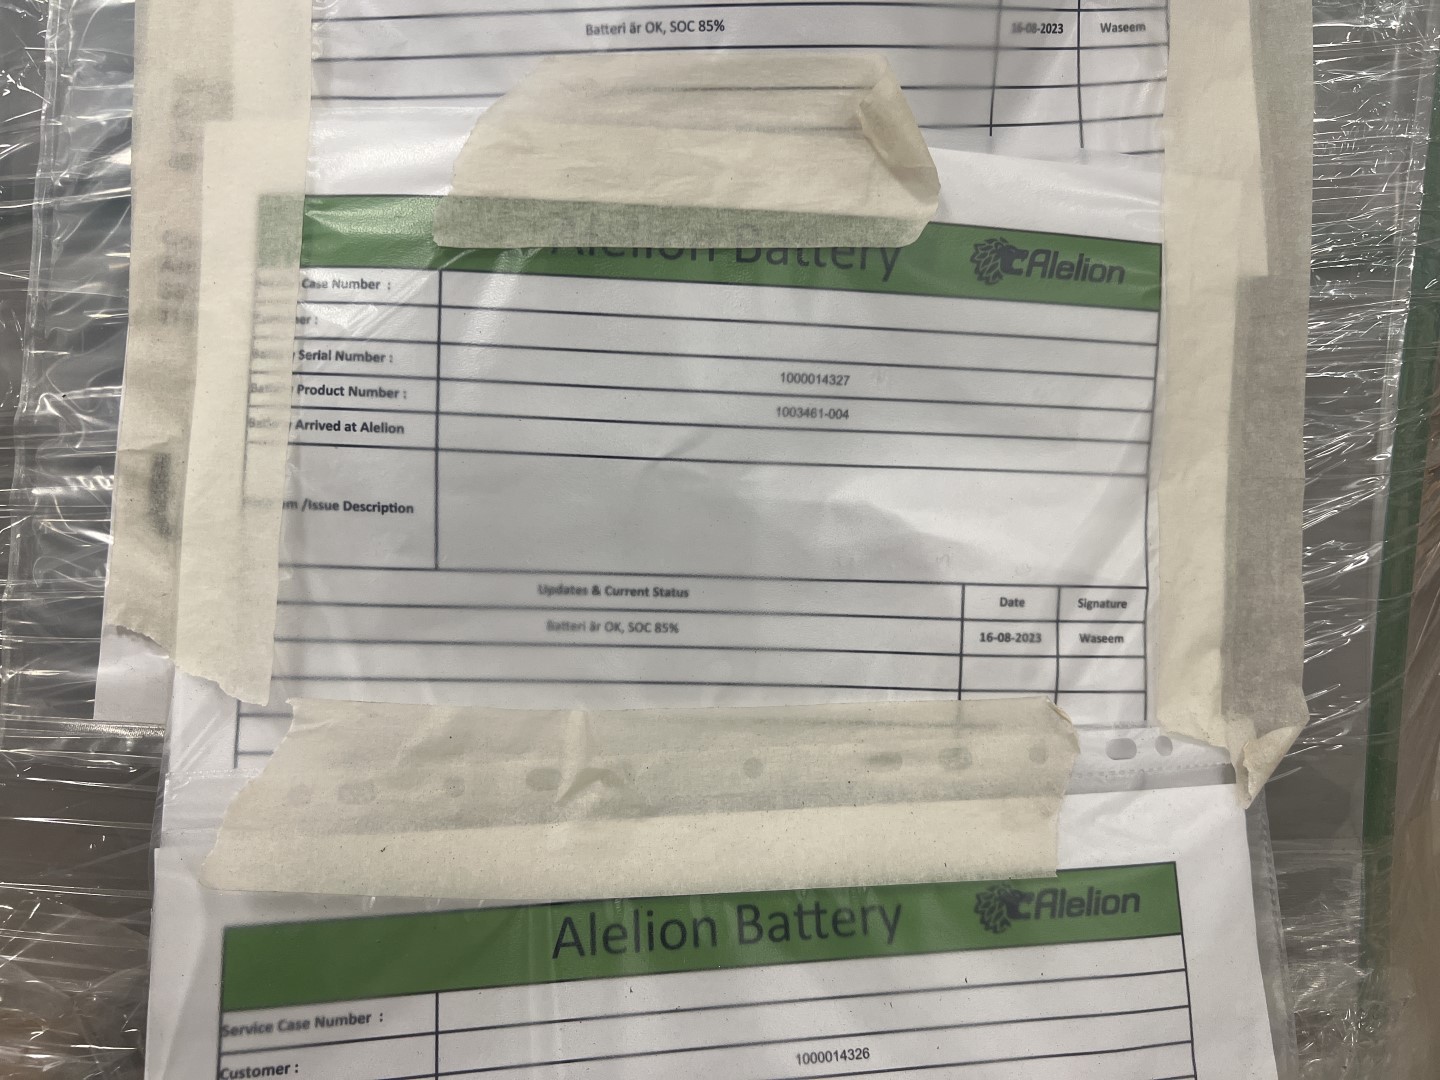 Batteri är OK, SOC 85% 16-08-2023 Waseem
Alelion Battery Alelion
Case Number :
Serial Number : 1000014327
Product Number : 1003461-004
Arrived at Alelion
/Issue Description
Updates & Current Status Date Signature
Batteri är OK, SOC 85% 16-08-2023 Waseem
Alelion Battery Alelion
Service Case Number :
Customer : 1000014326